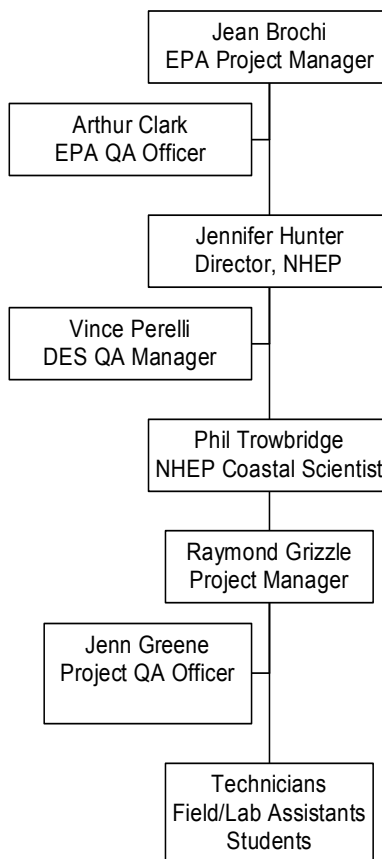 Jean Brochi
EPA Project Manager
Arthur Clark
EPA QA Officer
Jennifer Hunter
Director, NHEP
Vince Perelli
DES QA Manager
Phil Trowbridge
NHEP Coastal Scientist
Raymond Grizzle
Project Manager
Jenn Greene
Project QA Officer
Technicians
Field/Lab Assistants
Students